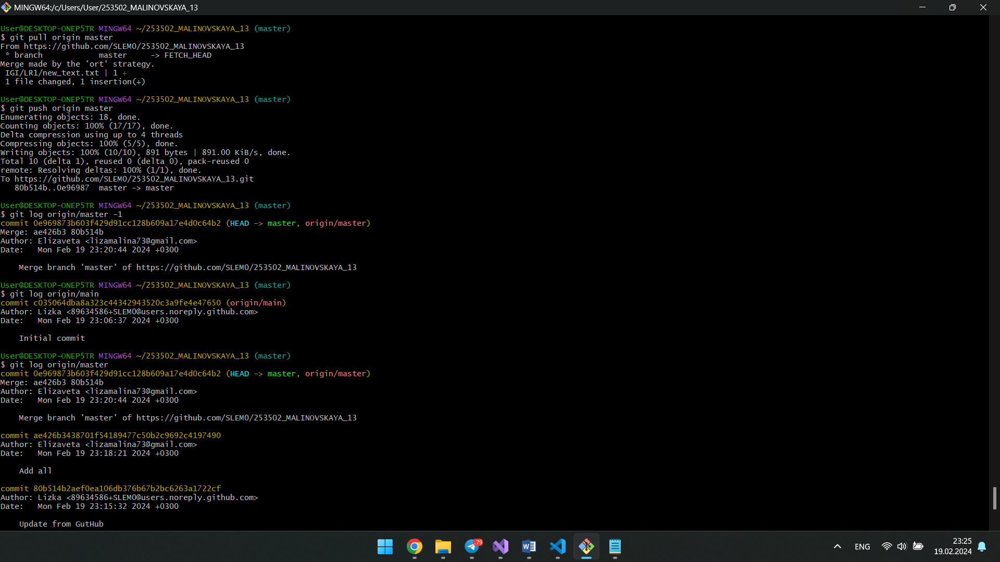 MINGW64:/c/Users/User/253502_MALINOVSKAYA_13
User@DESKTOP-ONEP5TR MINGW64 ~/253502_MALINOVSKAYA_13 (master)
$ git pull origin master
From https://github.com/SLEM0/253502_MALINOVSKAYA_13
 * branch            master     -> FETCH_HEAD
Merge made by the 'ort' strategy.
 IGI/LR1/new_text.txt | 1 +
 1 file changed, 1 insertion(+)
User@DESKTOP-ONEP5TR MINGW64 ~/253502_MALINOVSKAYA_13 (master)
$ git push origin master
Enumerating objects: 18, done.
Counting objects: 100% (17/17), done.
Delta compression using up to 4 threads
Compressing objects: 100% (5/5), done.
Writing objects: 100% (10/10), 891 bytes | 891.00 KiB/s, done.
Total 10 (delta 1), reused 0 (delta 0), pack-reused 0
remote: Resolving deltas: 100% (1/1), done.
To https://github.com/SLEM0/253502_MALINOVSKAYA_13.git
   80b514b..0e96987  master -> master
User@DESKTOP-ONEP5TR MINGW64 ~/253502_MALINOVSKAYA_13 (master)
$ git log origin/master -1
commit 0e969873b603f429d91cc128b609a17e4d0c64b2 (HEAD -> master, origin/master)
Merge: ae426b3 80b514b
Author: Elizaveta <lizamalina73@gmail.com>
Date:   Mon Feb 19 23:20:44 2024 +0300
    Merge branch 'master' of https://github.com/SLEM0/253502_MALINOVSKAYA_13
User@DESKTOP-ONEP5TR MINGW64 ~/253502_MALINOVSKAYA_13 (master)
$ git log origin/main
commit c035064dba8a323c44342943520c3a9fe4e47650 (origin/main)
Author: Lizka <89634586+SLEM0@users.noreply.github.com>
Date:   Mon Feb 19 23:06:37 2024 +0300
    Initial commit
User@DESKTOP-ONEP5TR MINGW64 ~/253502_MALINOVSKAYA_13 (master)
$ git log origin/master
commit 0e969873b603f429d91cc128b609a17e4d0c64b2 (HEAD -> master, origin/master)
Merge: ae426b3 80b514b
Author: Elizaveta <lizamalina73@gmail.com>
Date:   Mon Feb 19 23:20:44 2024 +0300
    Merge branch 'master' of https://github.com/SLEM0/253502_MALINOVSKAYA_13
commit ae426b3438701f54189477c50b2c9692c4197490
Author: Elizaveta <lizamalina73@gmail.com>
Date:   Mon Feb 19 23:18:21 2024 +0300
    Add all
commit 80b514b2aef0ea106db376b67b2bc6263a1722cf
Author: Lizka <89634586+SLEM0@users.noreply.github.com>
Date:   Mon Feb 19 23:15:32 2024 +0300
    Update from GutHub
..79
W
ENG
23:25
19.02.2024